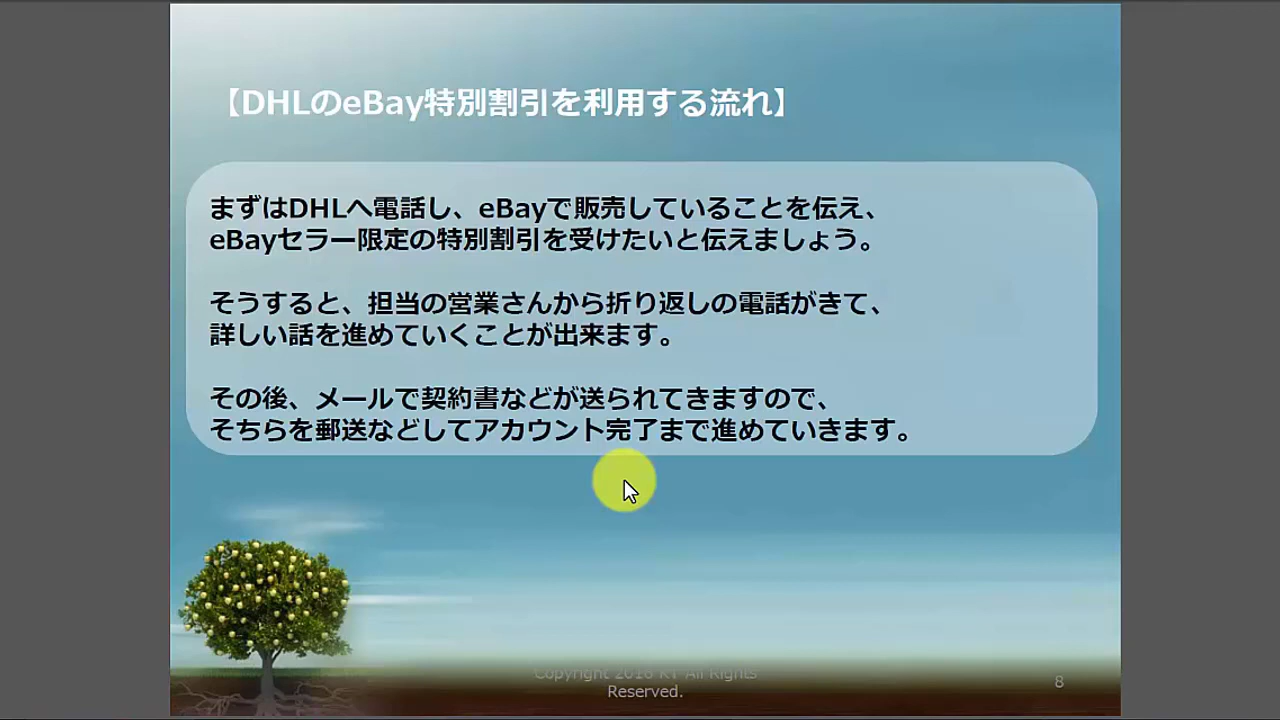 【DHLのeBay特別割引を利用する流れ】
まずはDHLへ電話し、eBayで販売していることを伝え、
eBayセラー限定の特別割引を受けたいと伝えましょう。
そうすると、担当の営業さんから折り返しの電話がきて、
詳しい話を進めていくことが出来ます。
その後、メールで契約書などが送られてきますので、
そちらを郵送などしてアカウント完了まで進めていきます。
Copyright 2016 KT All Rights
Reserved.
8